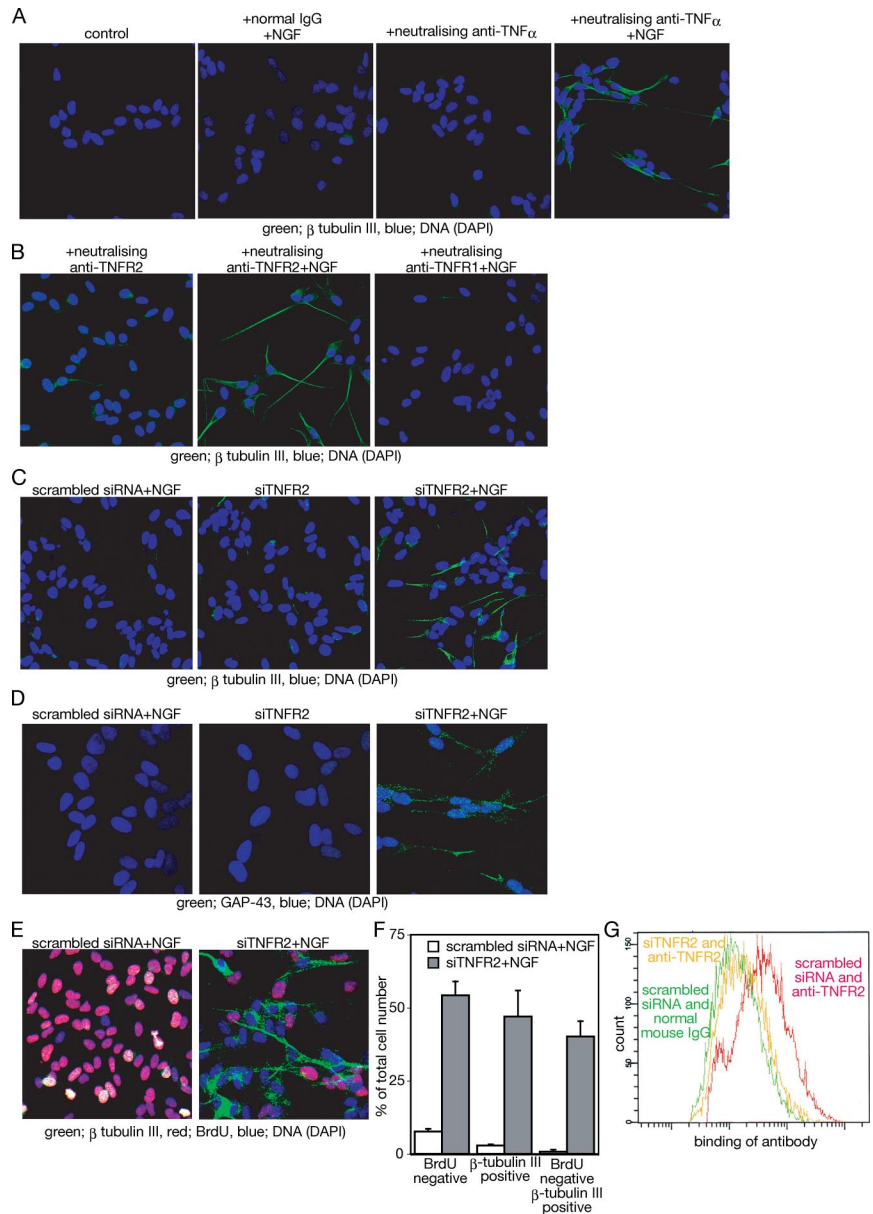 A
control
+normal IgG
+NGF
+neutralising anti-TNFα
+neutralising anti-TNFα
+NGF
green; β tubulin III, blue; DNA (DAPI)
B
+neutralising
anti-TNFR2
+neutralising
anti-TNFR2+NGF
+neutralising
anti-TNFR1+NGF
green; β tubulin III, blue; DNA (DAPI)
C
scrambled siRNA+NGF
siTNFR2
siTNFR2+NGF
green; β tubulin III, blue; DNA (DAPI)
D
scrambled siRNA+NGF
siTNFR2
siTNFR2+NGF
green; GAP-43, blue; DNA (DAPI)
E
scrambled siRNA+NGF
siTNFR2+NGF
green; β tubulin III, red; BrdU, blue; DNA (DAPI)
F
75
50
25
0
% of total cell number
scrambled siRNA+NGF
siTNFR2+NGF
BrdU
negative
β-tubulin III
positive
BrdU
negative
β-tubulin III
positive
G
150
100
50
0
count
siTNFR2 and
anti-TNFR2
scrambled
siRNA and
normal
mouse IgG
scrambled
siRNA and
anti-TNFR2
binding of antibody